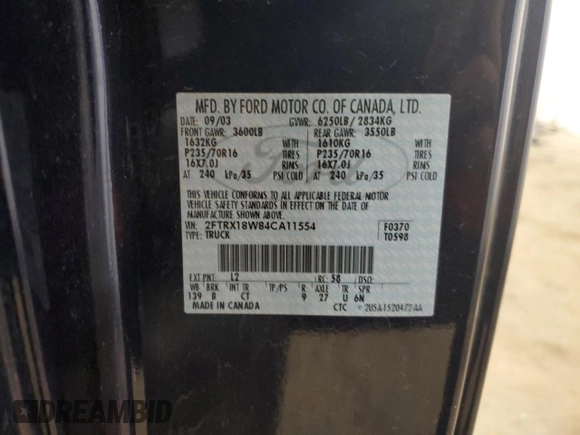 MFD. BY FORD MOTOR CO. OF CANADA, LTD.
DATE: 09/03 GVWR: 6250LB/ 2834KG
FRONT GAWR: 3600LB REAR GAWR: 3550LB
1632KG 1610KG
P235/70R16 TIRES P235/70R16 TIRES
16X7.0J RIMS 16X7.0J RIMS
AT 240 kPa/35 PSI COLD AT 240 kPa/35 PSI COLD
THIS VEHICLE CONFORMS TO ALL APPLICABLE FEDERAL MOTOR
VEHICLE SAFETY STANDARDS IN EFFECT ON THE DATE OF
MANUFACTURE SHOWN ABOVE.
VIN: 2FTRX18W84CA11554 F0370
TYPE: TRUCK T0598
Ford
EXT PNT: L2 RC: 58 DSO:
WB BRK INT TR TP/PS R AXLE TR SPR
139 B CT 9 27 U 6N
MADE IN CANADA CTC 2USA-1520472-AA
DREAMBID